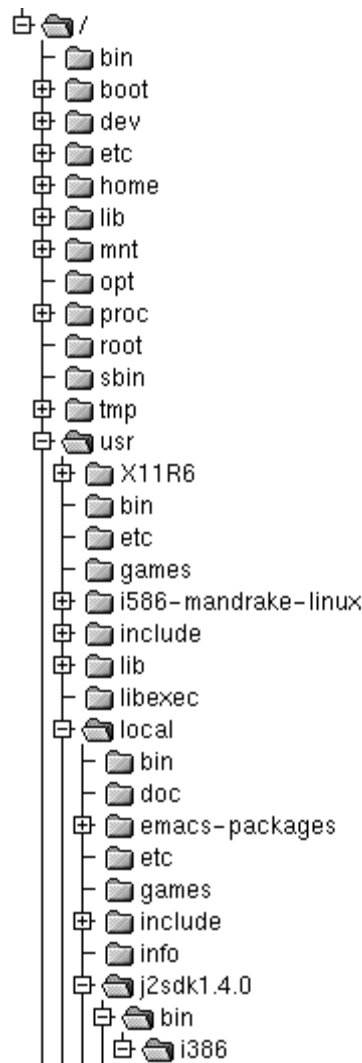 /
bin
boot
dev
etc
home
lib
mnt
opt
proc
root
sbin
tmp
usr
X11R6
bin
etc
games
i586-mandrake-linux
include
lib
libexec
local
bin
doc
emacs-packages
etc
games
include
info
j2sdk1.4.0
bin
i386